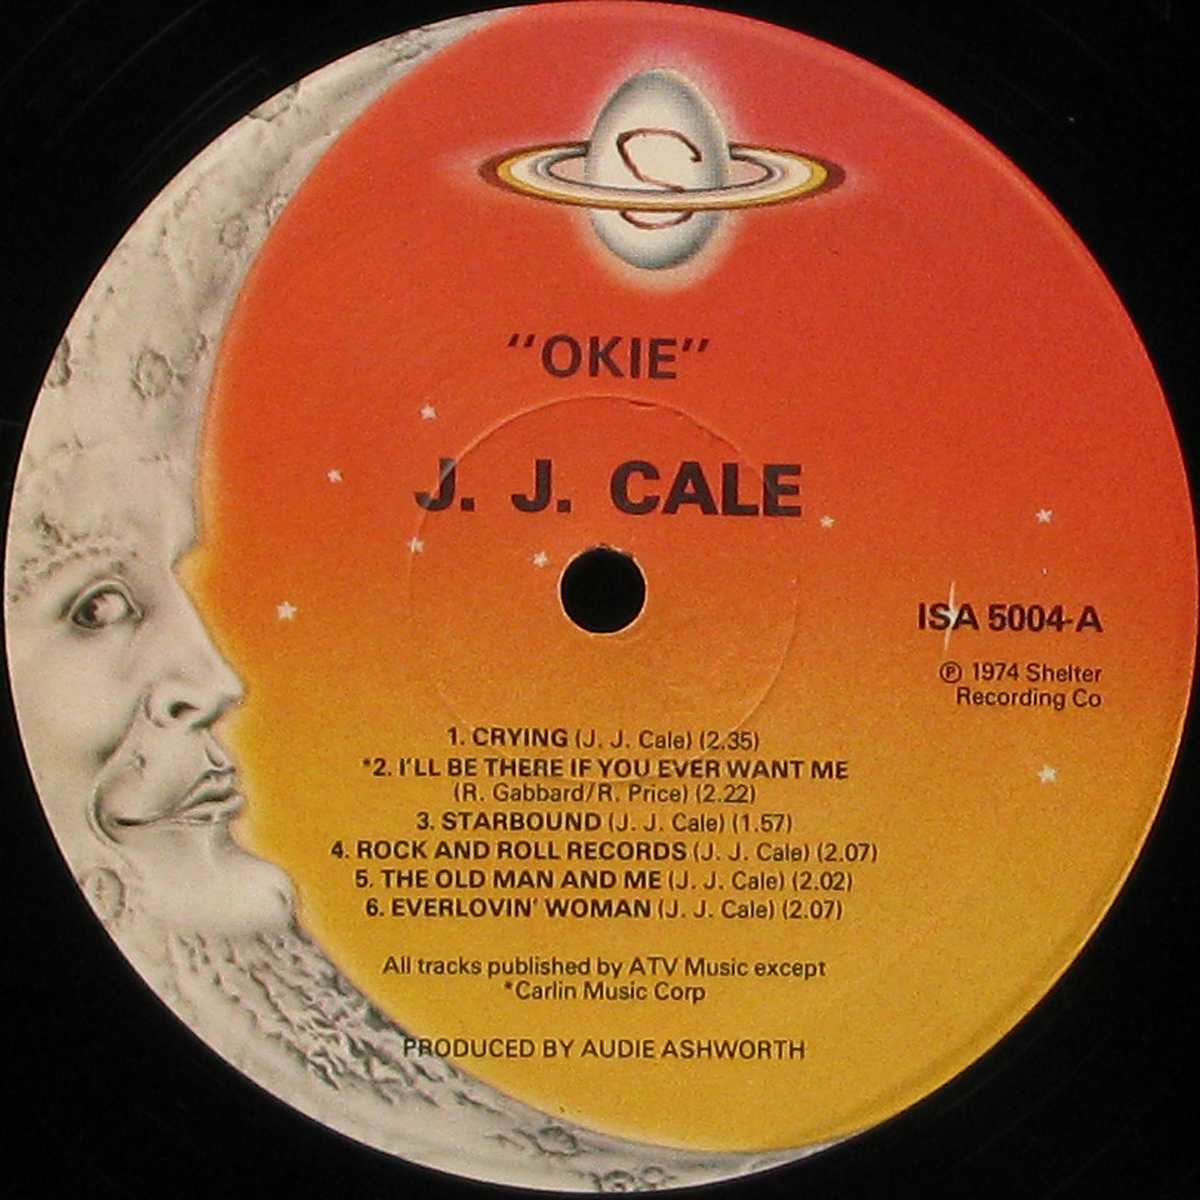 "OKIE"
J. J. CALE
ISA 5004-A
℗ 1974 Shelter
Recording Co
1. CRYING (J. J. Cale) (2.35)
*2. I'LL BE THERE IF YOU EVER WANT ME
(R. Gabbard/R. Price) (2.22)
3. STARBOUND (J. J. Cale) (1.57)
4. ROCK AND ROLL RECORDS (J. J. Cale) (2.07)
5. THE OLD MAN AND ME (J. J. Cale) (2.02)
6. EVERLOVIN' WOMAN (J. J. Cale) (2.07)
All tracks published by ATV Music except
*Carlin Music Corp
PRODUCED BY AUDIE ASHWORTH